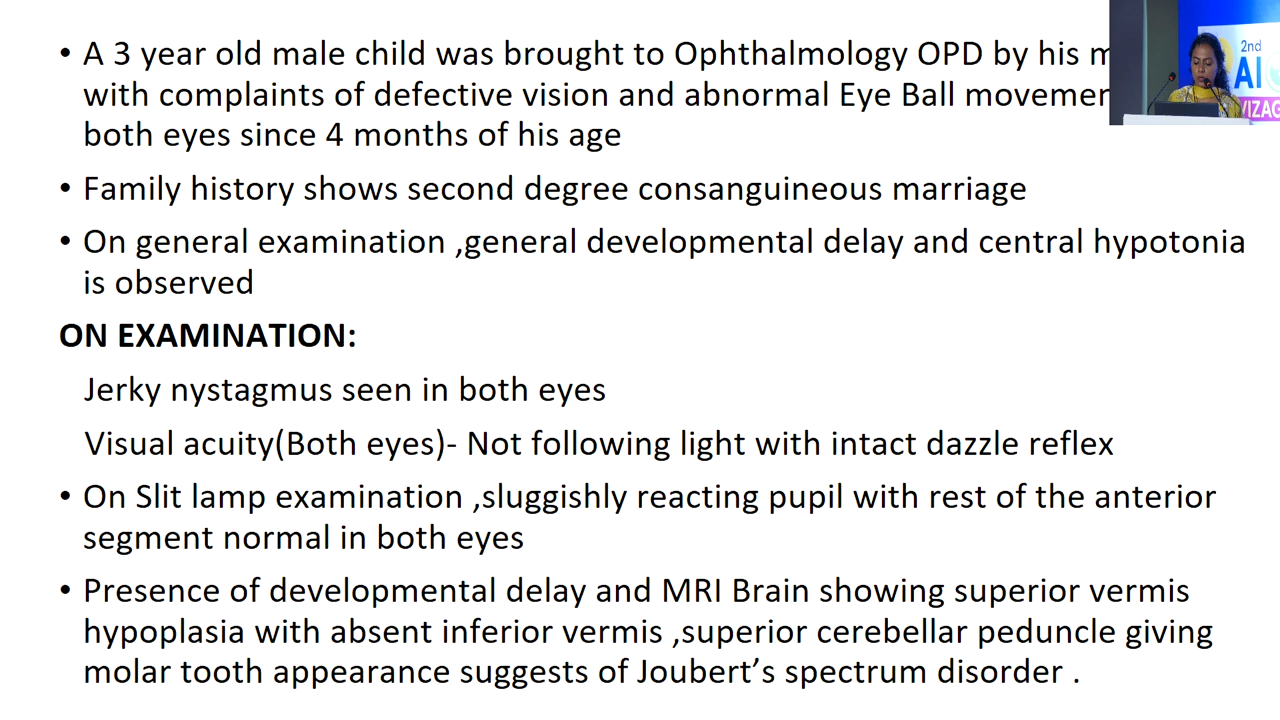 • A 3 year old male child was brought to Ophthalmology OPD by his
with complaints of defective vision and abnormal Eye Ball
both eyes since 4 months of his age
• Family history shows second degree consanguineous marriage
• On general examination ,general developmental delay and central hypotonia
is observed
ON EXAMINATION:
Jerky nystagmus seen in both eyes
Visual acuity(Both eyes)- Not following light with intact dazzle reflex
• On Slit lamp examination ,sluggishly reacting pupil with rest of the anterior
segment normal in both eyes
• Presence of developmental delay and MRI Brain showing superior vermis
hypoplasia with absent inferior vermis ,superior cerebellar peduncle giving
molar tooth appearance suggests of Joubert’s spectrum disorder .
2nd
AI
VIZAG